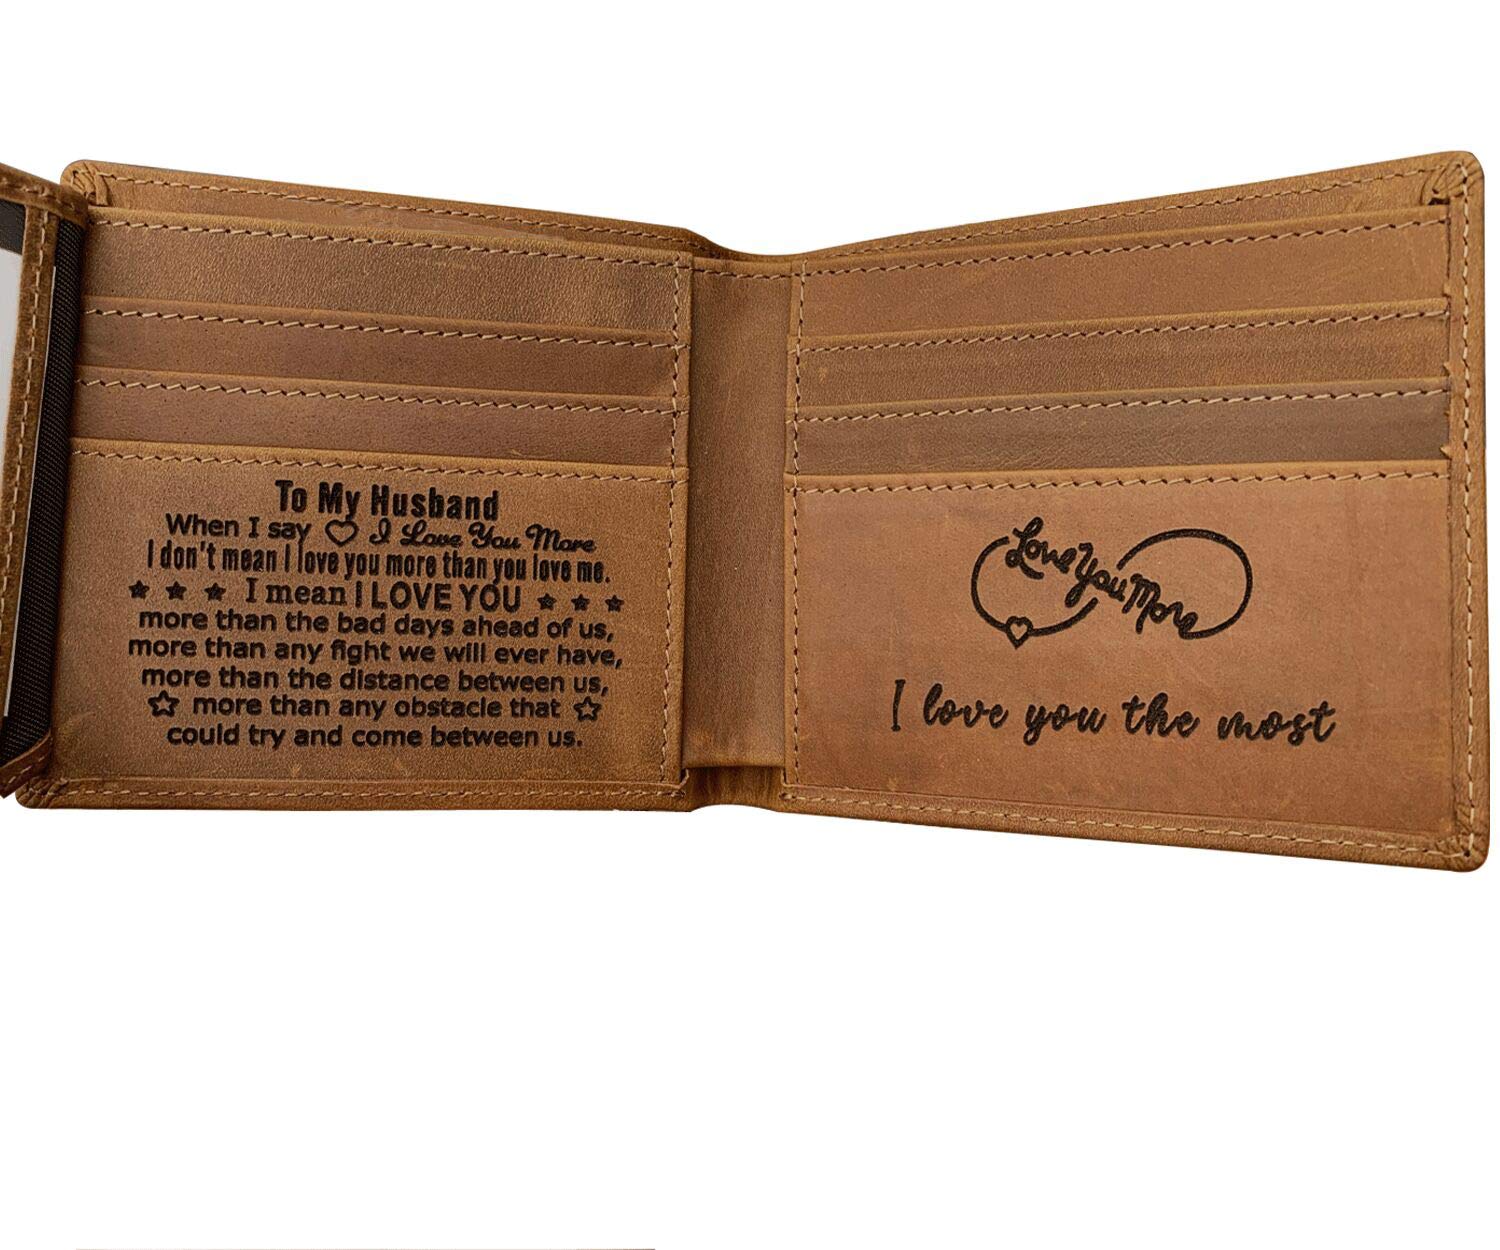 To My Husband
When I say I Love You More
I don't mean I love you more than you love me.
I mean I LOVE YOU
more than the bad days ahead of us,
more than any fight we will ever have,
more than the distance between us,
more than any obstacle that
could try and come between us.
Love You More
I love you the most